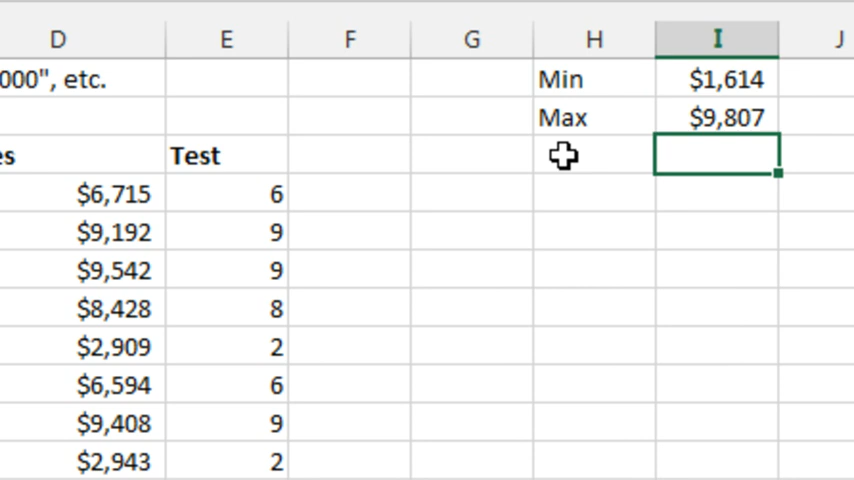 D E F G H I J
000", etc. Min $1,614
Max $9,807
es Test
$6,715 6
$9,192 9
$9,542 9
$8,428 8
$2,909 2
$6,594 6
$9,408 9
$2,943 2